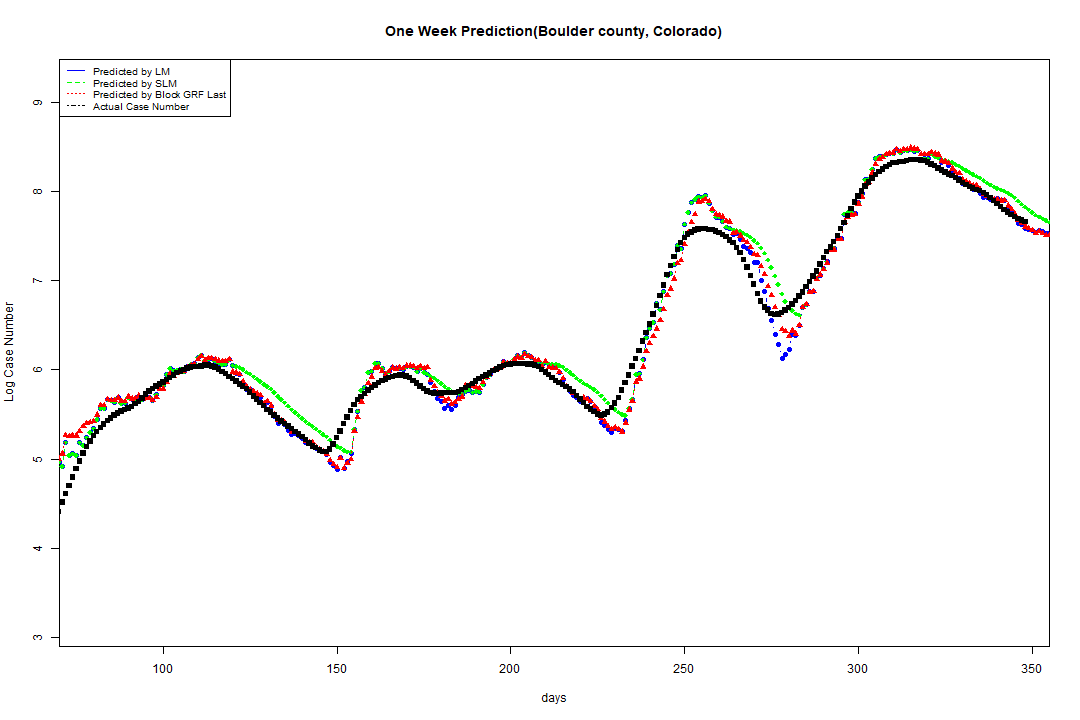 One Week Prediction(Boulder county, Colorado)
Predicted by LM
Predicted by SLM
Predicted by Block GRF Last
Actual Case Number
9
8
7
6
5
4
3
Log Case Number
100 150 200 250 300 350
days